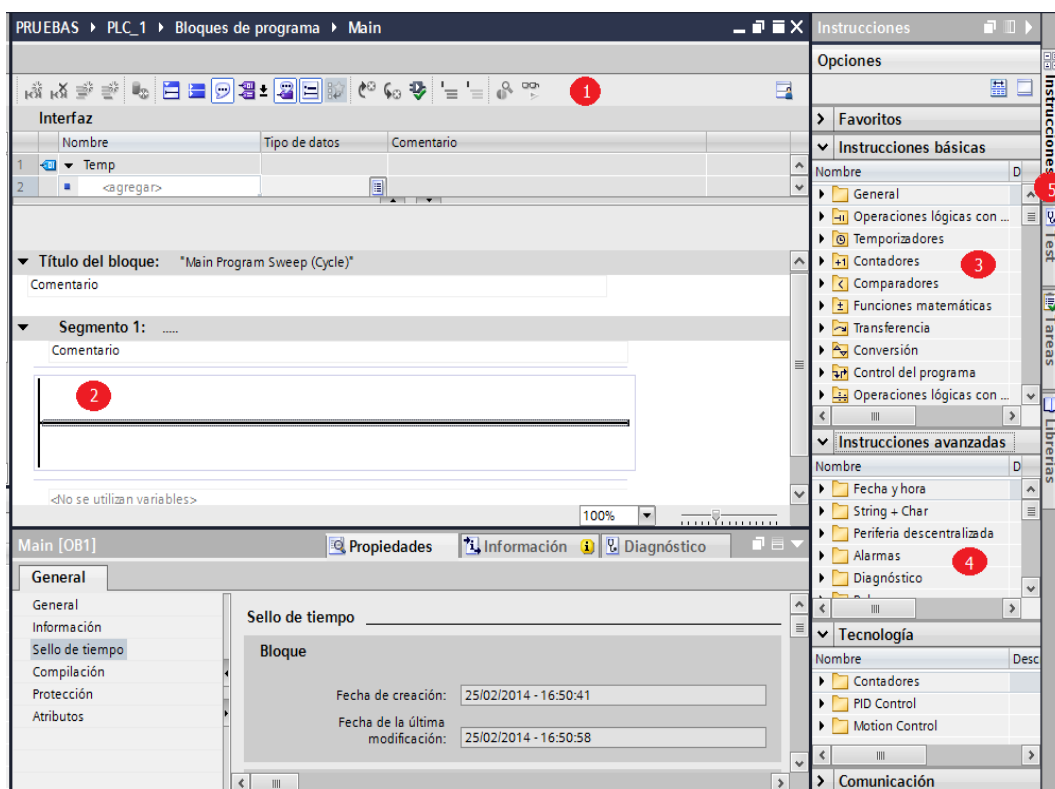 PRUEBAS ▸ PLC_1 ▸ Bloques de programa ▸ Main
1
Interfaz
Nombre Tipo de datos Comentario
1 Temp
2 <agregar>
Título del bloque: "Main Program Sweep (Cycle)"
Comentario
Segmento 1: .....
Comentario
2
<No se utilizan variables>
100%
Main [OB1] Propiedades Información Diagnóstico
General
General
Información
Sello de tiempo
Compilación
Protección
Atributos
Sello de tiempo
Bloque
Fecha de creación: 25/02/2014 - 16:50:41
Fecha de la última
modificación: 25/02/2014 - 16:50:58
Instrucciones
Opciones
Favoritos
Instrucciones básicas
Nombre D
General
Operaciones lógicas con ...
Temporizadores
Contadores
3
Comparadores
Funciones matemáticas
Transferencia
Conversión
Control del programa
Operaciones lógicas con ...
Instrucciones avanzadas
Nombre D
Fecha y hora
String + Char
Periferia descentralizada
Alarmas
4
Diagnóstico
Tecnología
Nombre Desc
Contadores
PID Control
Motion Control
Comunicación
Instrucciones
5
Test
Tareas
Librerías